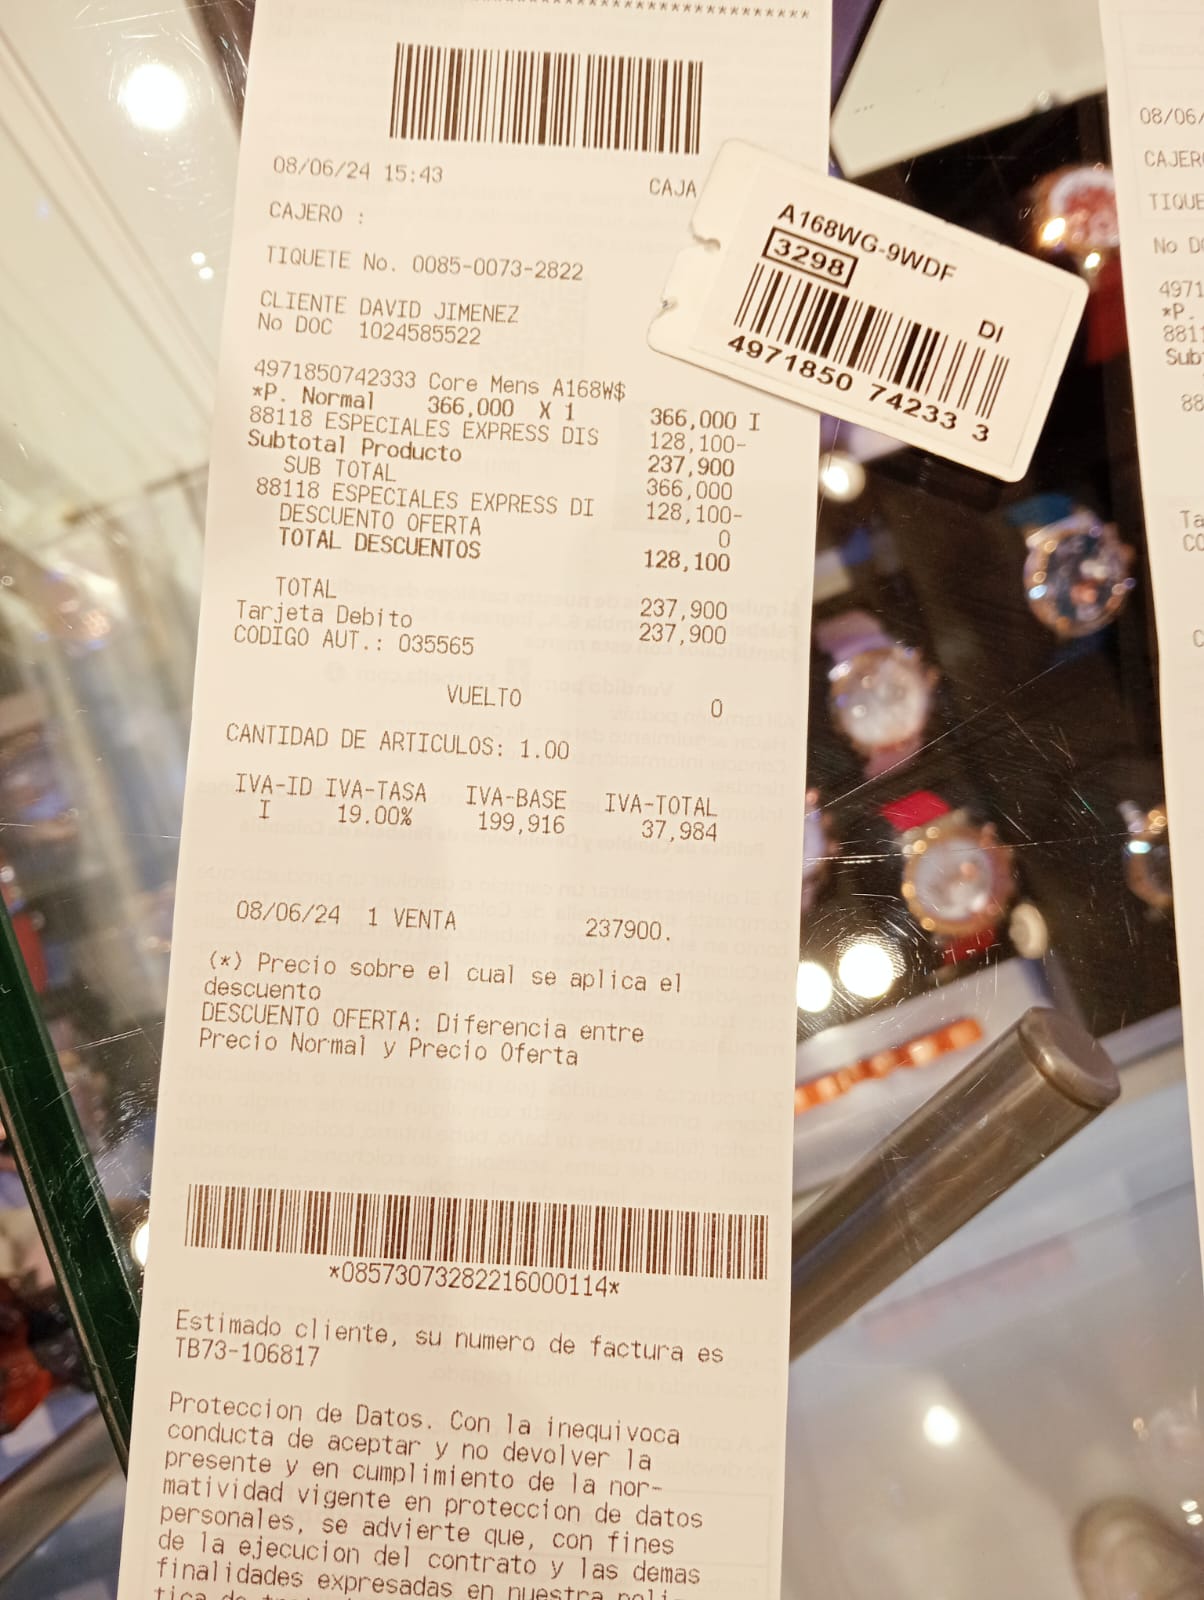 08/06/24 15:43 CAJA
CAJERO :
TIQUETE No. 0085-0073-2822
CLIENTE DAVID JIMENEZ
No DOC 1024585522
4971850742333 Core Mens A168W$
*P. Normal 366,000 X 1 366,000 I
88118 ESPECIALES EXPRESS DIS 128,100-
Subtotal Producto 237,900
SUB TOTAL 366,000
88118 ESPECIALES EXPRESS DI 128,100-
DESCUENTO OFERTA 0
TOTAL DESCUENTOS 128,100
TOTAL 237,900
Tarjeta Debito 237,900
CODIGO AUT.: 035565
VUELTO 0
CANTIDAD DE ARTICULOS: 1.00
IVA-ID IVA-TASA IVA-BASE IVA-TOTAL
I 19.00% 199,916 37,984
08/06/24 1 VENTA 237900.
(*) Precio sobre el cual se aplica el
descuento
DESCUENTO OFERTA: Diferencia entre
Precio Normal y Precio Oferta
*08573073282216000114*
Estimado cliente, su numero de factura es
TB73-106817
Proteccion de Datos. Con la inequivoca
conducta de aceptar y no devolver la
presente y en cumplimiento de la nor-
matividad vigente en proteccion de datos
personales, se advierte que, con fines
de la ejecucion del contrato y las demas
finalidades expresadas en nuestra poli-
A168WG-9WDF
3298
DI
4971850 74233 3
08/06/
CAJER
TIQUE
No D
4971
*P.
881
Sub
88
Ta
CO
C